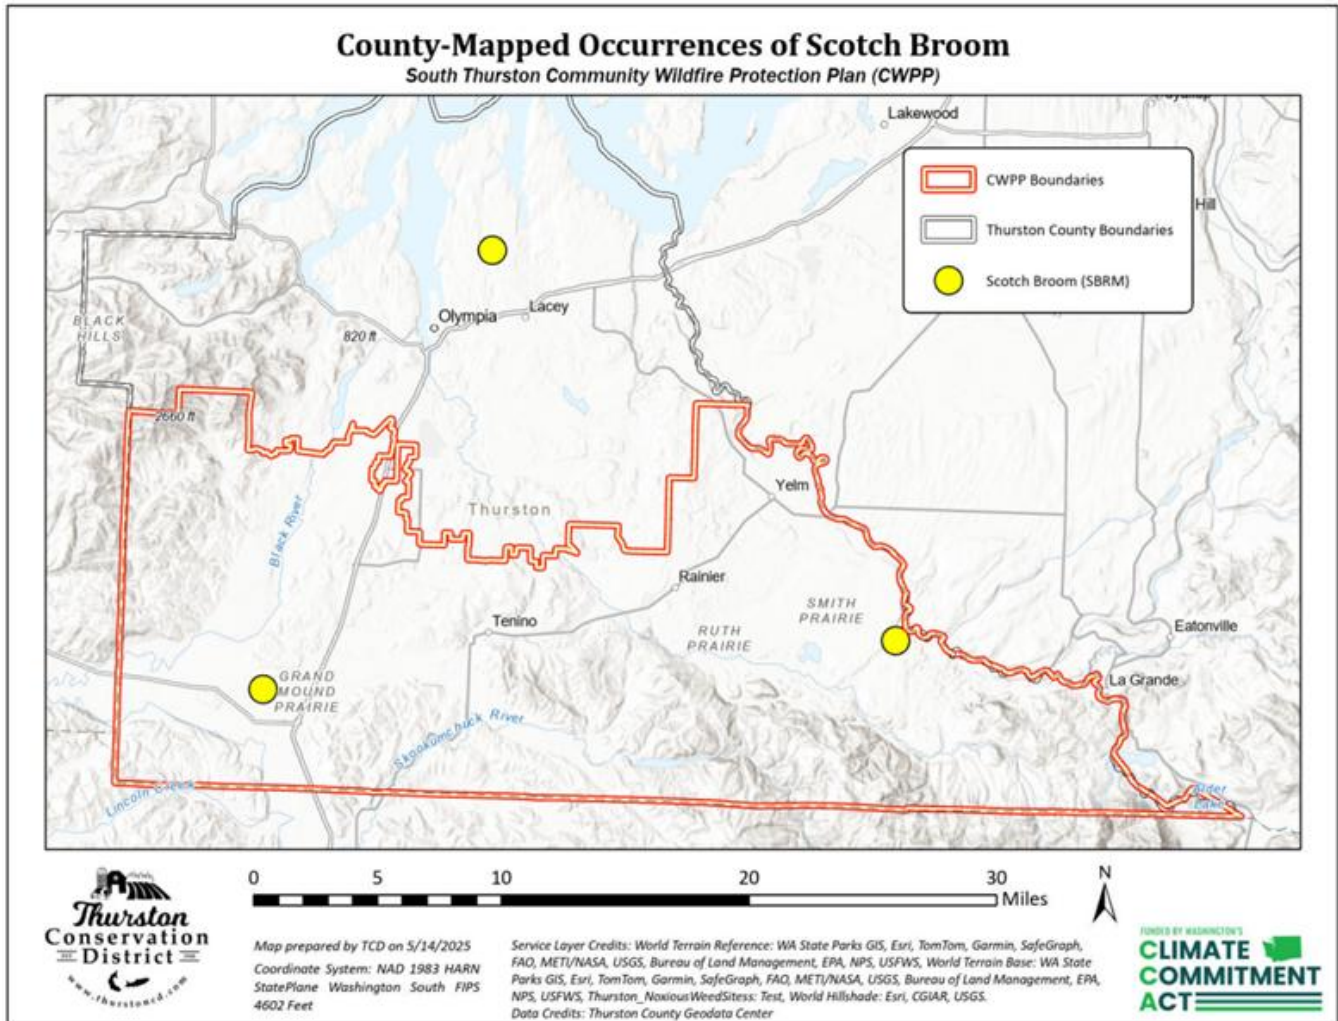 County-Mapped Occurrences of Scotch Broom
South Thurston Community Wildfire Protection Plan (CWPP)
Lakewood
CWPP Boundaries
Hill
Thurston County Boundaries
Scotch Broom (SBRM)
Olympia
Lacey
BLACK
HILLS
820 ft
2660 ft
Yelm
Thurston
Black River
Rainier
SMITH
PRAIRIE
Tenino
RUTH
PRAIRIE
Eatonville
La Grande
GRAND
MOUND
PRAIRIE
Skookumchuck River
Lincoln Creek
Alder
Lake
0 5 10 20 30
Miles
N
Thurston
Conservation
District
www.thurstoncd.com
Map prepared by TCD on 5/14/2025
Coordinate System: NAD 1983 HARN
StatePlane Washington South FIPS
4602 Feet
Service Layer Credits: World Terrain Reference: WA State Parks GIS, Esri, TomTom, Garmin, SafeGraph,
FAO, METI/NASA, USGS, Bureau of Land Management, EPA, NPS, USFWS, World Terrain Base: WA State
Parks GIS, Esri, TomTom, Garmin, SafeGraph, FAO, METI/NASA, USGS, Bureau of Land Management, EPA,
NPS, USFWS, Thurston_NoxiousWeedSitess: Test, World Hillshade: Esri, CGIAR, USGS.
Data Credits: Thurston County Geodata Center
FUNDED BY WASHINGTON'S
CLIMATE
COMMITMENT
ACT